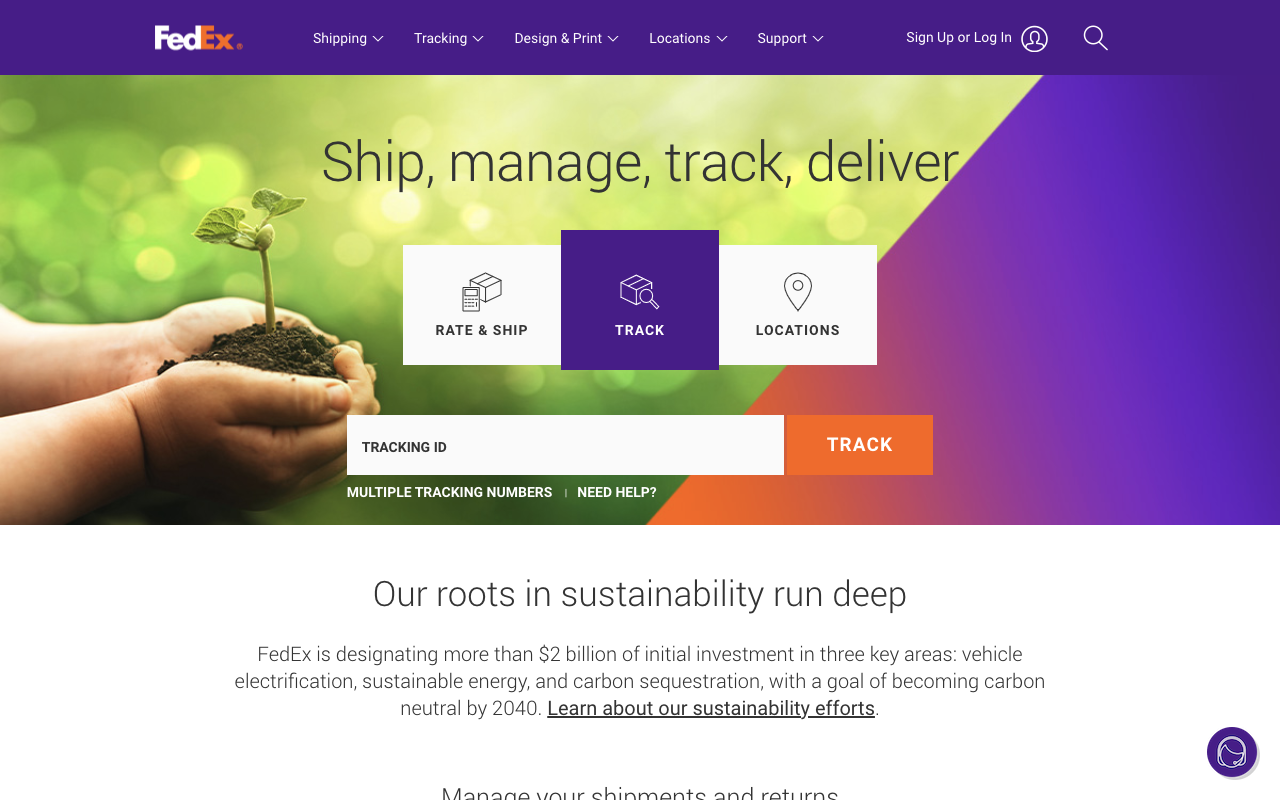 FedEx®
Shipping Tracking Design & Print Locations Support Sign Up or Log In
Ship, manage, track, deliver
RATE & SHIP
TRACK
LOCATIONS
TRACKING ID
TRACK
MULTIPLE TRACKING NUMBERS | NEED HELP?
Our roots in sustainability run deep
FedEx is designating more than $2 billion of initial investment in three key areas: vehicle
electrification, sustainable energy, and carbon sequestration, with a goal of becoming carbon
neutral by 2040. Learn about our sustainability efforts.
Manage your shipments and returns